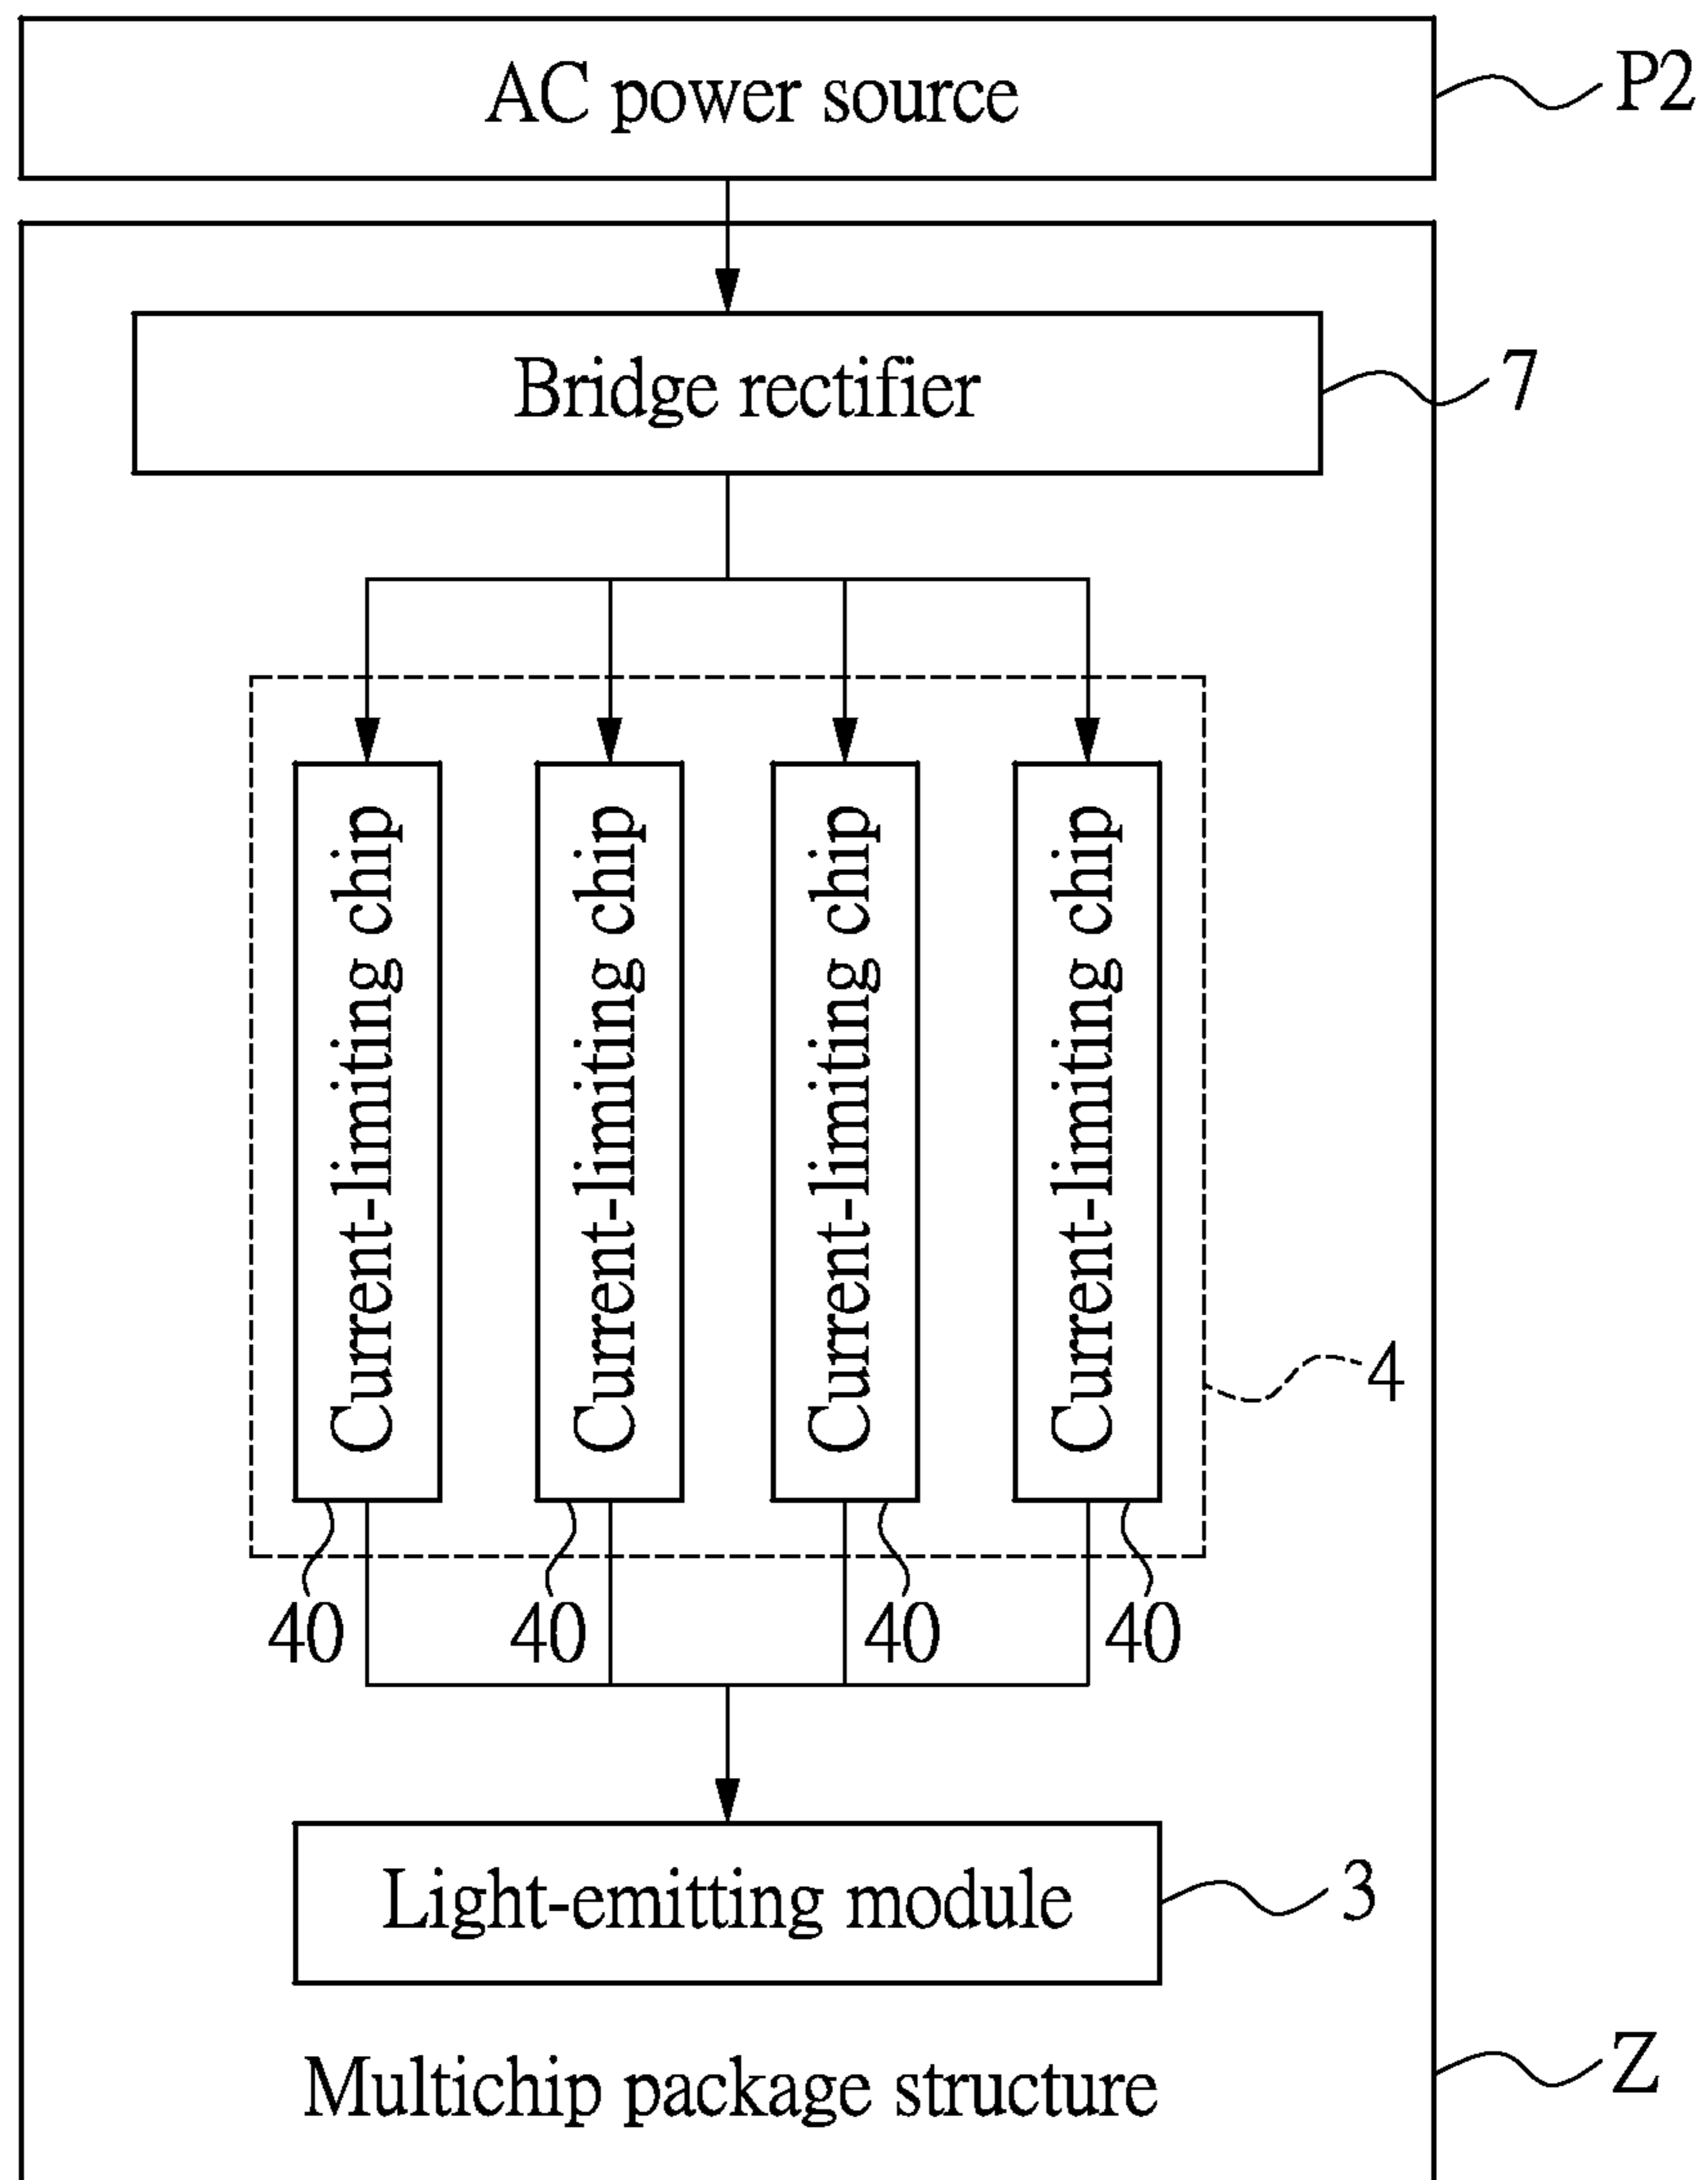 AC power source
P2
Bridge rectifier
7
Current-limiting chip
Current-limiting chip
Current-limiting chip
Current-limiting chip
4
40
40
40
40
Light-emitting module
3
Multichip package structure
Z